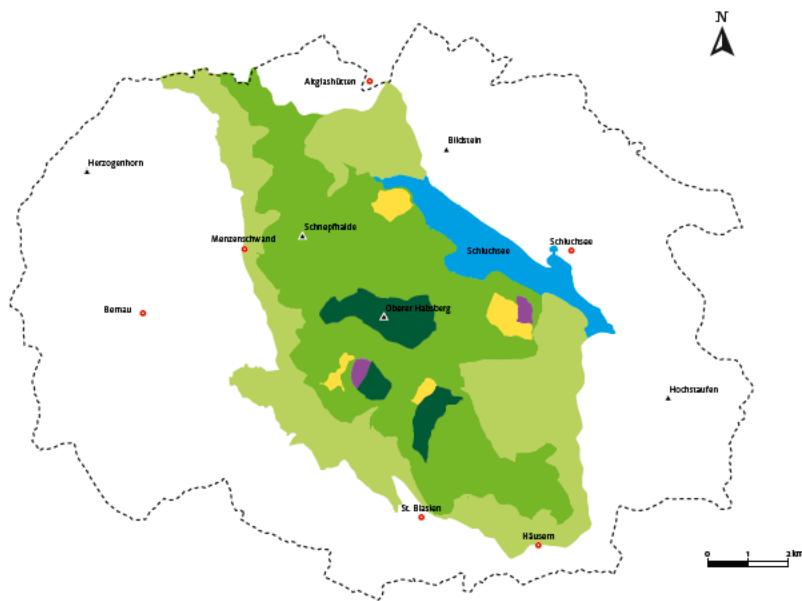 N
Altglashütten
Bildstein
Herzogenhorn
Schnepfhalde
Menzenschwand
Schluchsee
Schluchsee
Bernau
Oberer Habsberg
Hochstaufen
St. Blasien
Häusern
0 1 2 km